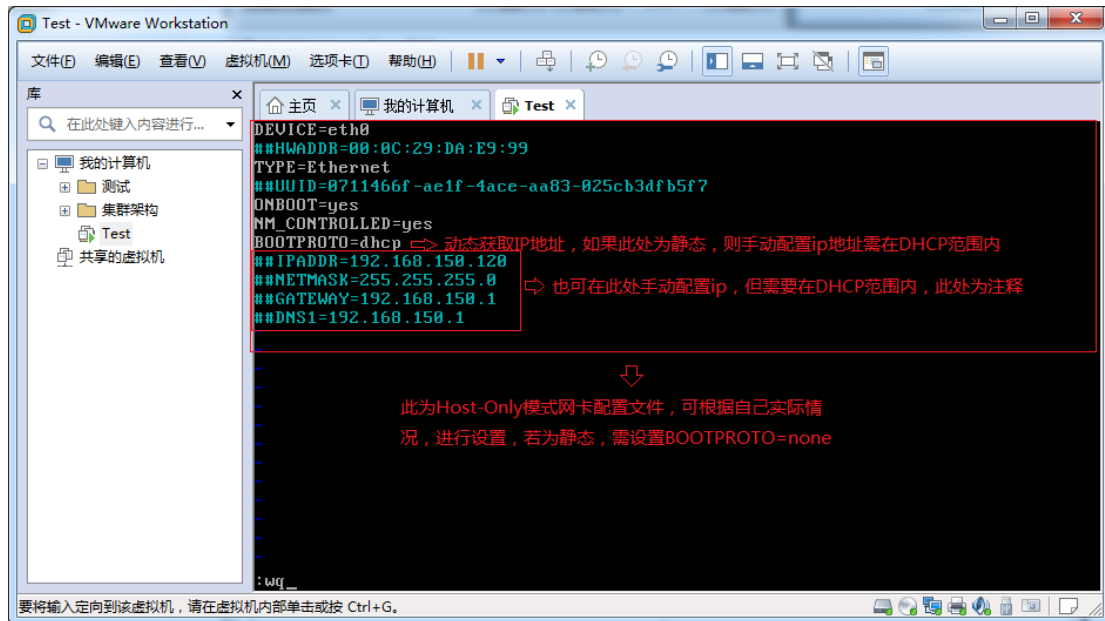 Test - VMware Workstation
文件(F) 编辑(E) 查看(V) 虚拟机(M) 选项卡(T) 帮助(H)
库
在此处键入内容进行...
我的计算机
测试
集群架构
Test
共享的虚拟机
主页 我的计算机 Test
DEVICE=eth0
##HWADDR=00:0C:29:DA:E9:99
TYPE=Ethernet
##UUID=0711466f-ae1f-4ace-aa83-025cb3dfb5f7
ONBOOT=yes
NM_CONTROLLED=yes
BOOTPROTO=dhcp 动态获取IP地址，如果此处为静态，则手动配置ip地址需在DHCP范围内
##IPADDR=192.168.150.120
##NETMASK=255.255.255.0
也可在此处手动配置ip，但需要在DHCP范围内，此处为注释
##GATEWAY=192.168.150.1
##DNS1=192.168.150.1
此为Host-Only模式网卡配置文件，可根据自己实际情
况，进行设置，若为静态，需设置BOOTPROTO=none
:wq_
要将输入定向到该虚拟机，请在虚拟机内部单击或按 Ctrl+G。